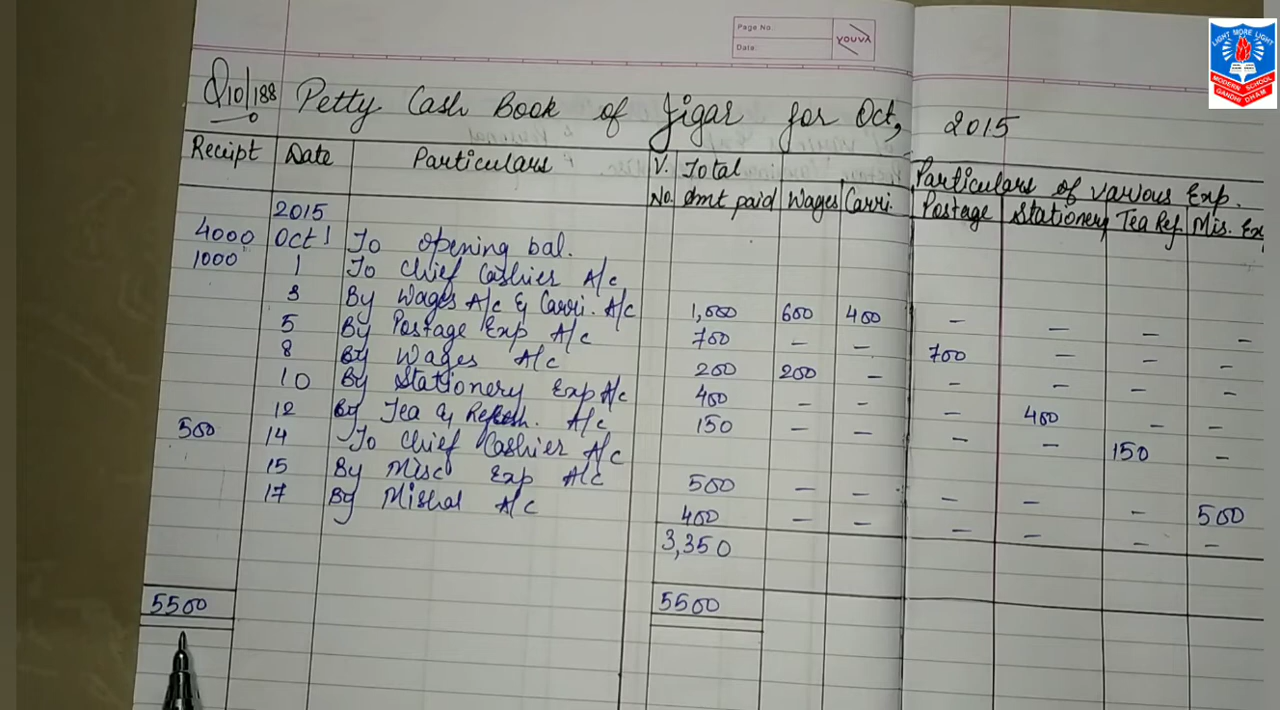 Page No.
Date:
YOUVA
LIGHT MORE LIGHT
MODERN SCHOOL
GANDHIDHAM
Q10/188 Petty Cash Book of Jigar for Oct, 2015
Receipt Date Particulars V. No. Total Amt paid Particulars of various Exp.
Wages Carri. Postage Stationery Tea Ref Mis. Ex
2015
4000 Oct 1 To opening bal.
1000 1 To Chief Cashier A/c
3 By Wages A/c & Carri. A/c 1,000 600 400 – – – –
5 By Postage Exp A/c 700 – – 700 – – –
8 By Wages A/c 200 200 – – – – –
10 By Stationery Exp A/c 400 – – – 400 – –
12 By Tea & Refresh. A/c 150 – – – – 150 –
500 14 To Chief Cashier A/c
15 By Misc Exp A/c 500 – – – – – 500
17 By Mishal A/c 400 – – – – – –
3,350
5500 5500